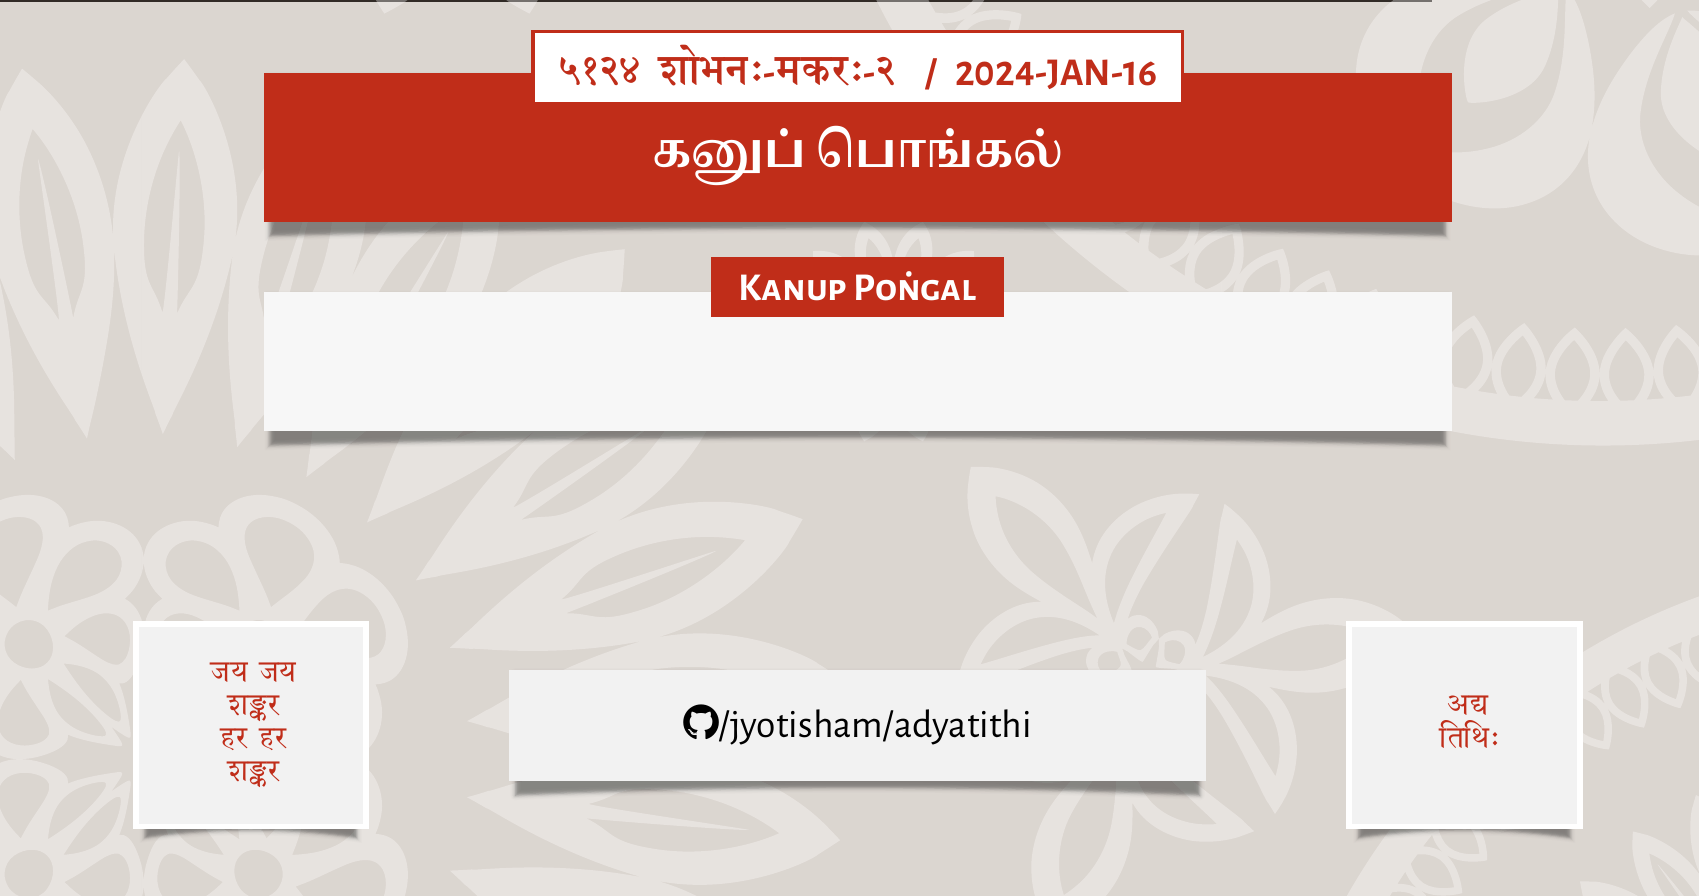 ५१२४ शोभनः-मकरः-२ / 2024-JAN-16
கனுப் பொங்கல்
Kanup Poṅgal
जय जय
शङ्कर
हर हर
शङ्कर
/jyotisham/adyatithi
अद्य
तिथिः